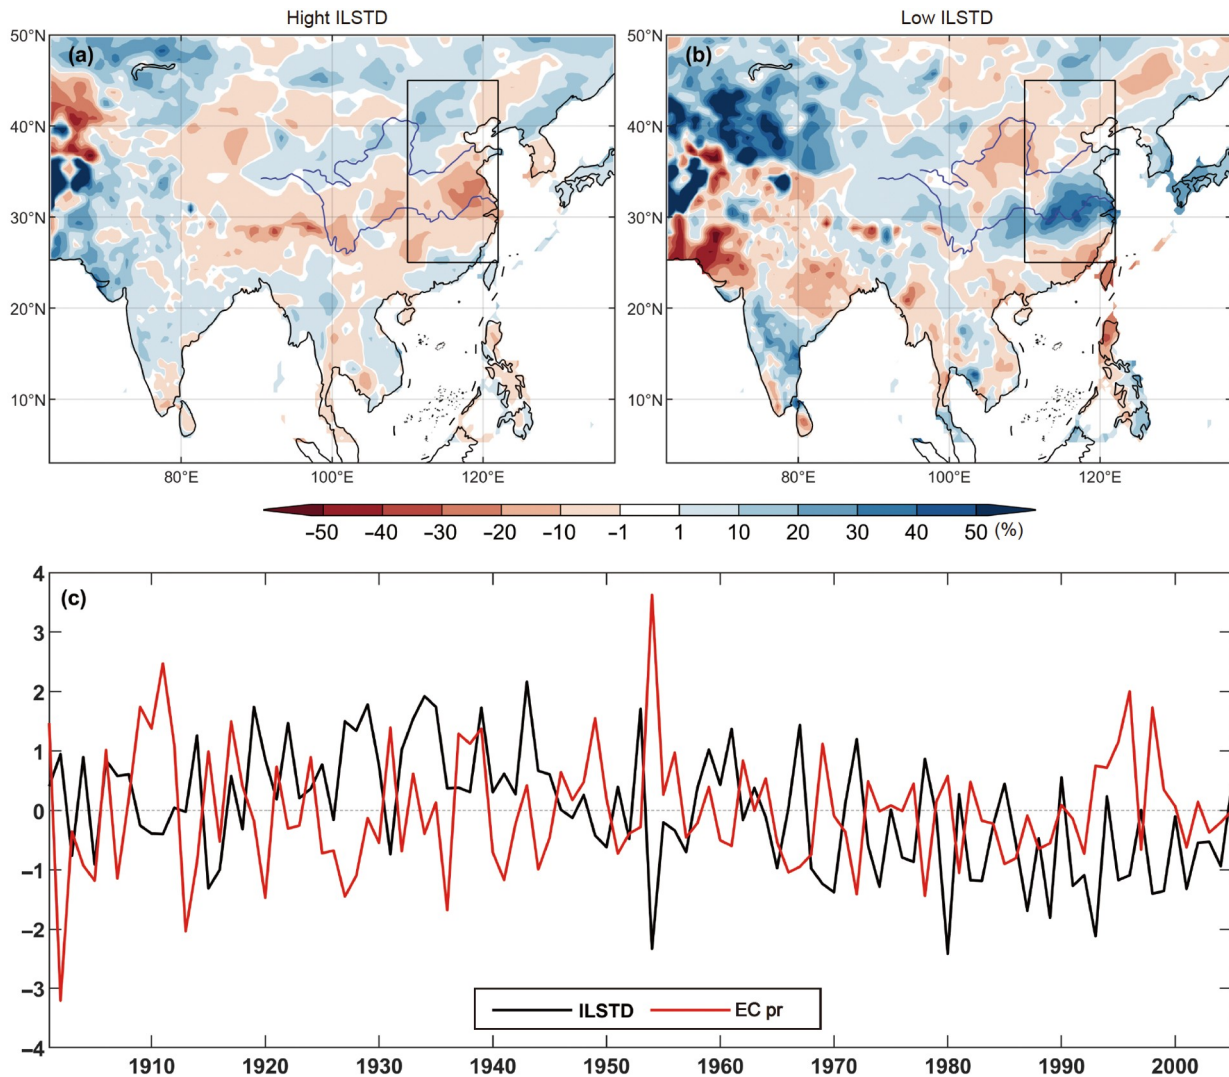 Hight ILSTD
Low ILSTD
50°N (a)
40°N
30°N
20°N
10°N
80°E 100°E 120°E
50°N (b)
40°N
30°N
20°N
10°N
80°E 100°E 120°E
−50 −40 −30 −20 −10 −1 1 10 20 30 40 50 (%)
(c)
4
3
2
1
0
−1
−2
−3
−4
ILSTD EC pr
1910 1920 1930 1940 1950 1960 1970 1980 1990 2000